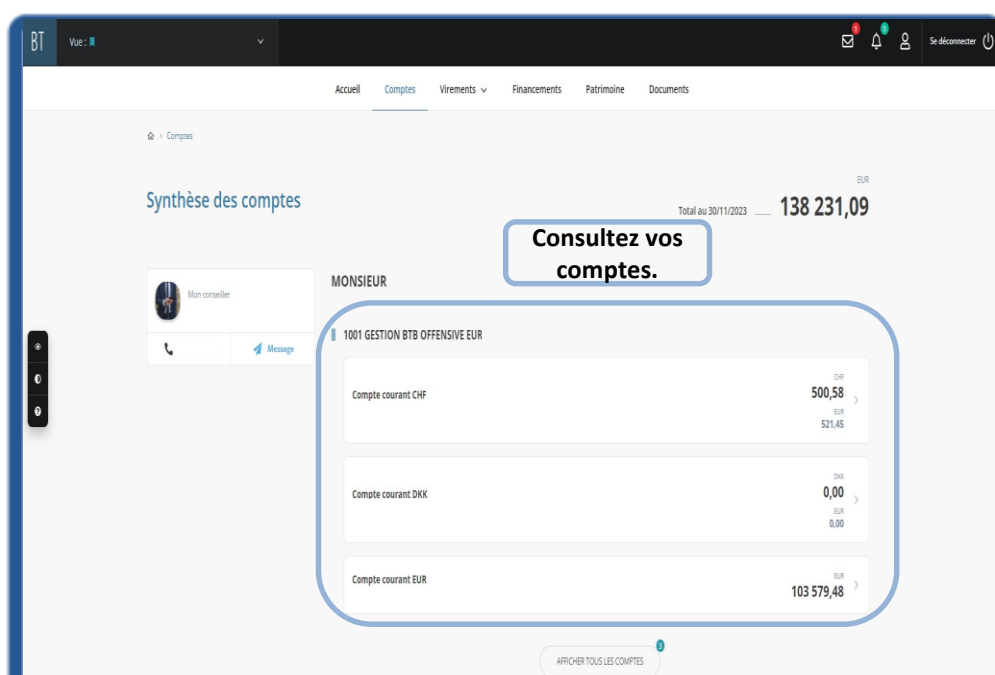 BT
Vue :
1
1
Se déconnecter
Accueil Comptes Virements Financements Patrimoine Documents
Comptes
Synthèse des comptes
EUR
Total au 30/11/2023 138 231,09
Consultez vos
comptes.
Mon conseiller
Message
MONSIEUR
1001 GESTION BTB OFFENSIVE EUR
Compte courant CHF
CHF
500,58
EUR
521,45
Compte courant DKK
DKK
0,00
EUR
0,00
Compte courant EUR
EUR
103 579,48
AFFICHER TOUS LES COMPTES
3